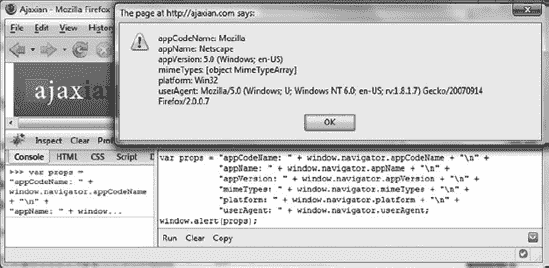 Ajaxian - Mozilla Firefox
File Edit View History
ajaxian
The page at http://ajaxian.com says:
appCodeName: Mozilla
appName: Netscape
appVersion: 5.0 (Windows; en-US)
mimeTypes: [object MimeTypeArray]
platform: Win32
userAgent: Mozilla/5.0 (Windows; U; Windows NT 6.0; en-US; rv:1.8.1.7) Gecko/20070914
Firefox/2.0.0.7
OK
Inspect Clear Profile
Console HTML CSS Script D
>>> var props =
"appCodeName: " +
window.navigator.appCodeName
+ "\n" +
"appName: " + window...
var props = "appCodeName: " + window.navigator.appCodeName + "\n" +
"appName: " + window.navigator.appName + "\n" +
"appVersion: " + window.navigator.appVersion + "\n" +
"mimeTypes: " + window.navigator.mimeTypes + "\n" +
"platform: " + window.navigator.platform + "\n" +
"userAgent: " + window.navigator.userAgent;
window.alert(props);
Run Clear Copy
Done